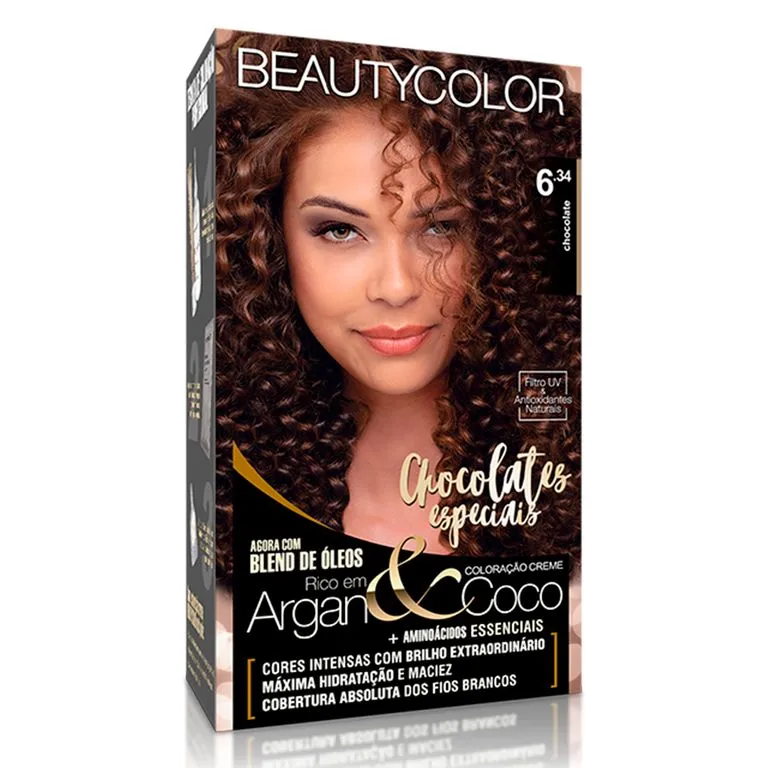 BEAUTYCOLOR
6.34
chocolate
Filtro UV
&
Antioxidantes
Naturais
Chocolates
especiais
AGORA COM
BLEND DE ÓLEOS
COLORAÇÃO CREME
Rico em
Argan & Coco
+ AMINOÁCIDOS ESSENCIAIS
CORES INTENSAS COM BRILHO EXTRAORDINÁRIO
MÁXIMA HIDRATAÇÃO E MACIEZ
COBERTURA ABSOLUTA DOS FIOS BRANCOS